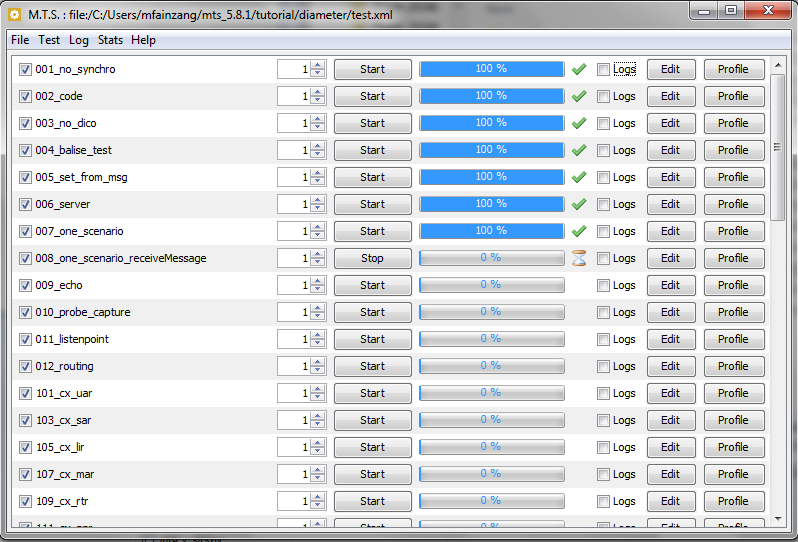 M.T.S. : file:/C:/Users/mfainzang/mts_5.8.1/tutorial/diameter/test.xml
File Test Log Stats Help
001_no_synchro 1 Start 100 % Logs Edit Profile
002_code 1 Start 100 % Logs Edit Profile
003_no_dico 1 Start 100 % Logs Edit Profile
004_balise_test 1 Start 100 % Logs Edit Profile
005_set_from_msg 1 Start 100 % Logs Edit Profile
006_server 1 Start 100 % Logs Edit Profile
007_one_scenario 1 Start 100 % Logs Edit Profile
008_one_scenario_receiveMessage 1 Stop 0 % Logs Edit Profile
009_echo 1 Start 0 % Logs Edit Profile
010_probe_capture 1 Start 0 % Logs Edit Profile
011_listenpoint 1 Start 0 % Logs Edit Profile
012_routing 1 Start 0 % Logs Edit Profile
101_cx_uar 1 Start 0 % Logs Edit Profile
103_cx_sar 1 Start 0 % Logs Edit Profile
105_cx_lir 1 Start 0 % Logs Edit Profile
107_cx_mar 1 Start 0 % Logs Edit Profile
109_cx_rtr 1 Start 0 % Logs Edit Profile
1 Start 0 % Logs Edit Profile